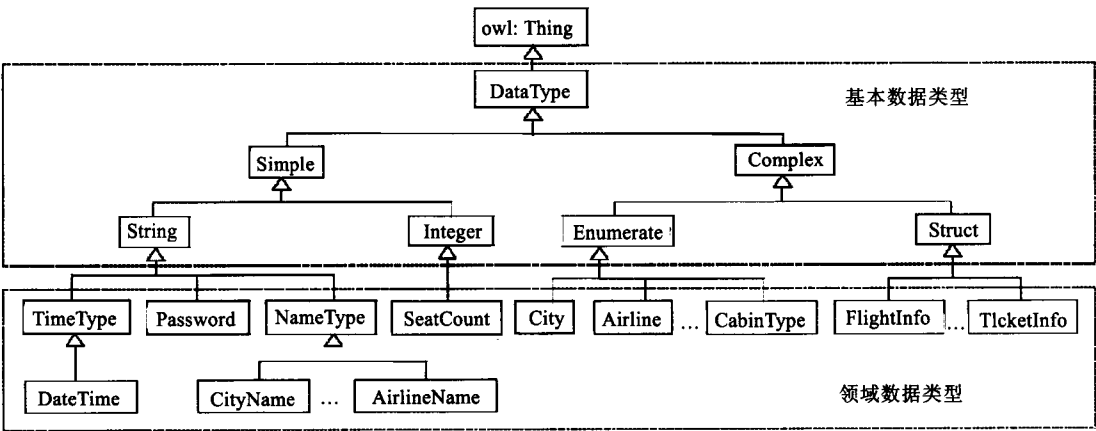 owl: Thing
DataType
基本数据类型
Simple
Complex
String
Integer
Enumerate
Struct
TimeType
Password
NameType
SeatCount
City
Airline
...
CabinType
FlightInfo
...
TlcketInfo
DateTime
CityName
...
AirlineName
领域数据类型